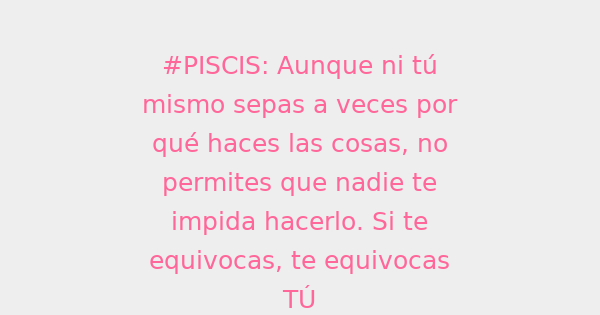 #PISCIS: Aunque ni tú
mismo sepas a veces por
qué haces las cosas, no
permites que nadie te
impida hacerlo. Si te
equivocas, te equivocas
TÚ